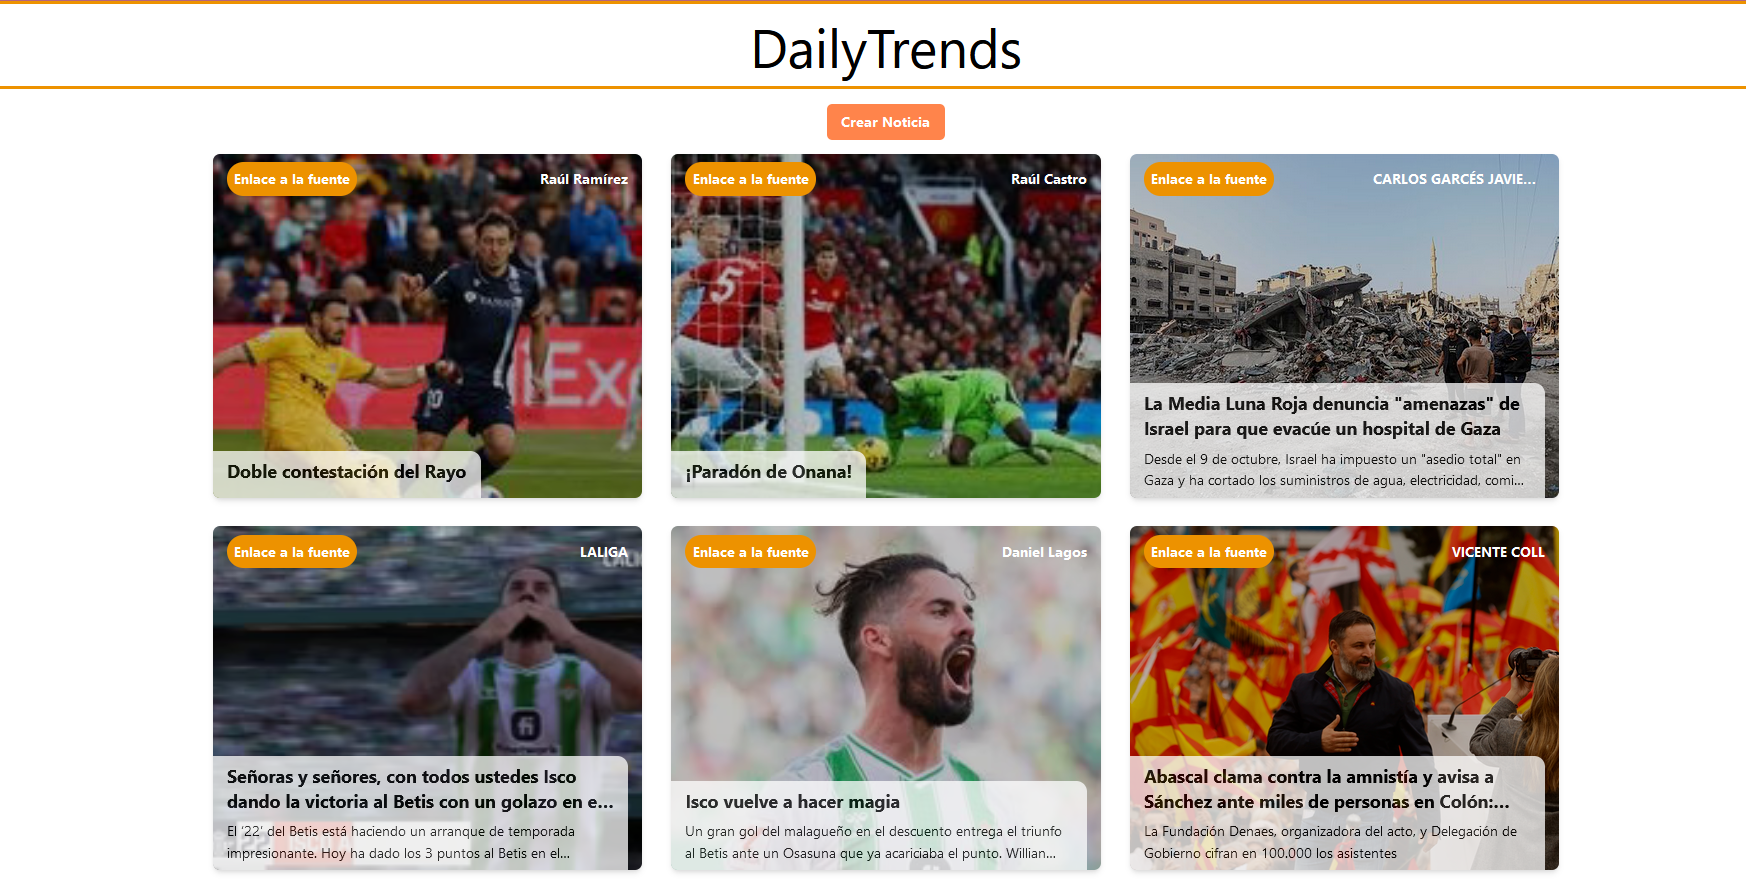 DailyTrends
Crear Noticia
Enlace a la fuente
Raúl Ramírez
Doble contestación del Rayo
Enlace a la fuente
Raúl Castro
5
¡Paradón de Onana!
Enlace a la fuente
CARLOS GARCÉS JAVIE...
La Media Luna Roja denuncia "amenazas" de
Israel para que evacúe un hospital de Gaza
Desde el 9 de octubre, Israel ha impuesto un "asedio total" en
Gaza y ha cortado los suministros de agua, electricidad, comi...
Enlace a la fuente
LALIGA
Señoras y señores, con todos ustedes Isco
dando la victoria al Betis con un golazo en e...
El '22' del Betis está haciendo un arranque de temporada
impresionante. Hoy ha dado los 3 puntos al Betis en el...
Enlace a la fuente
Daniel Lagos
Isco vuelve a hacer magia
Un gran gol del malagueño en el descuento entrega el triunfo
al Betis ante un Osasuna que ya acariciaba el punto. Willian...
Enlace a la fuente
VICENTE COLL
Abascal clama contra la amnistía y avisa a
Sánchez ante miles de personas en Colón:...
La Fundación Denaes, organizadora del acto, y Delegación de
Gobierno cifran en 100.000 los asistentes